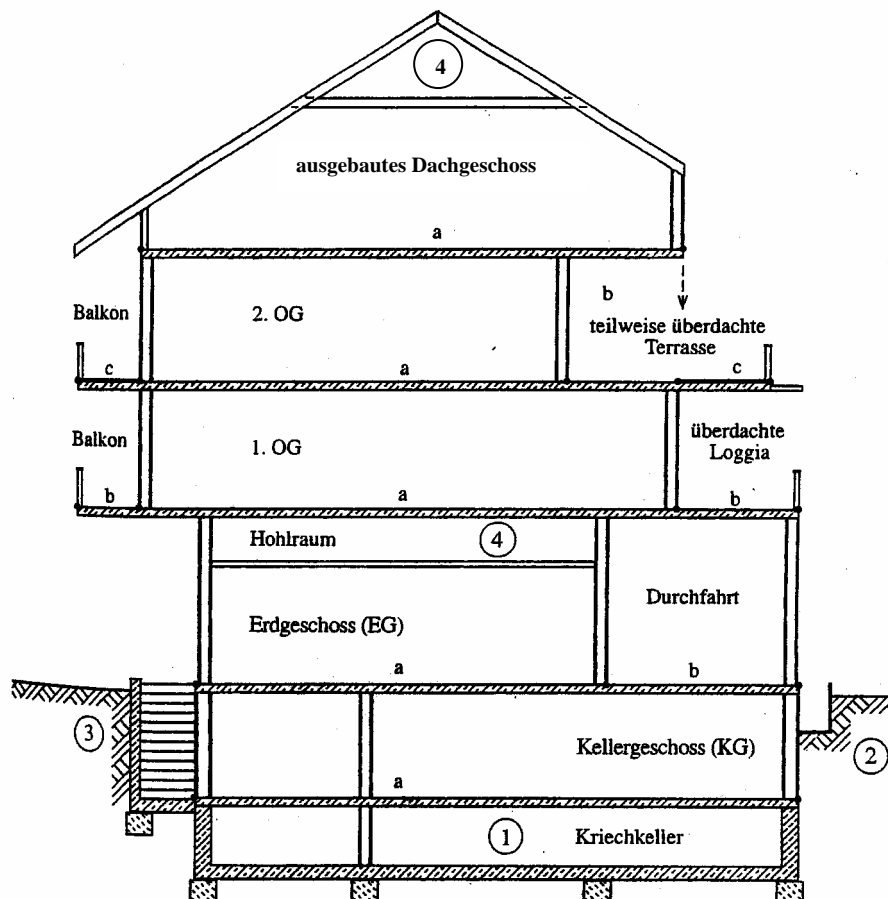 4
ausgebautes Dachgeschoss
a
Balkon
2. OG
b
teilweise überdachte
Terrasse
c
a
c
Balkon
1. OG
überdachte
Loggia
b
a
b
Hohlraum
4
Durchfahrt
Erdgeschoss (EG)
a
b
3
Kellergeschoss (KG)
2
a
1
Kriechkeller